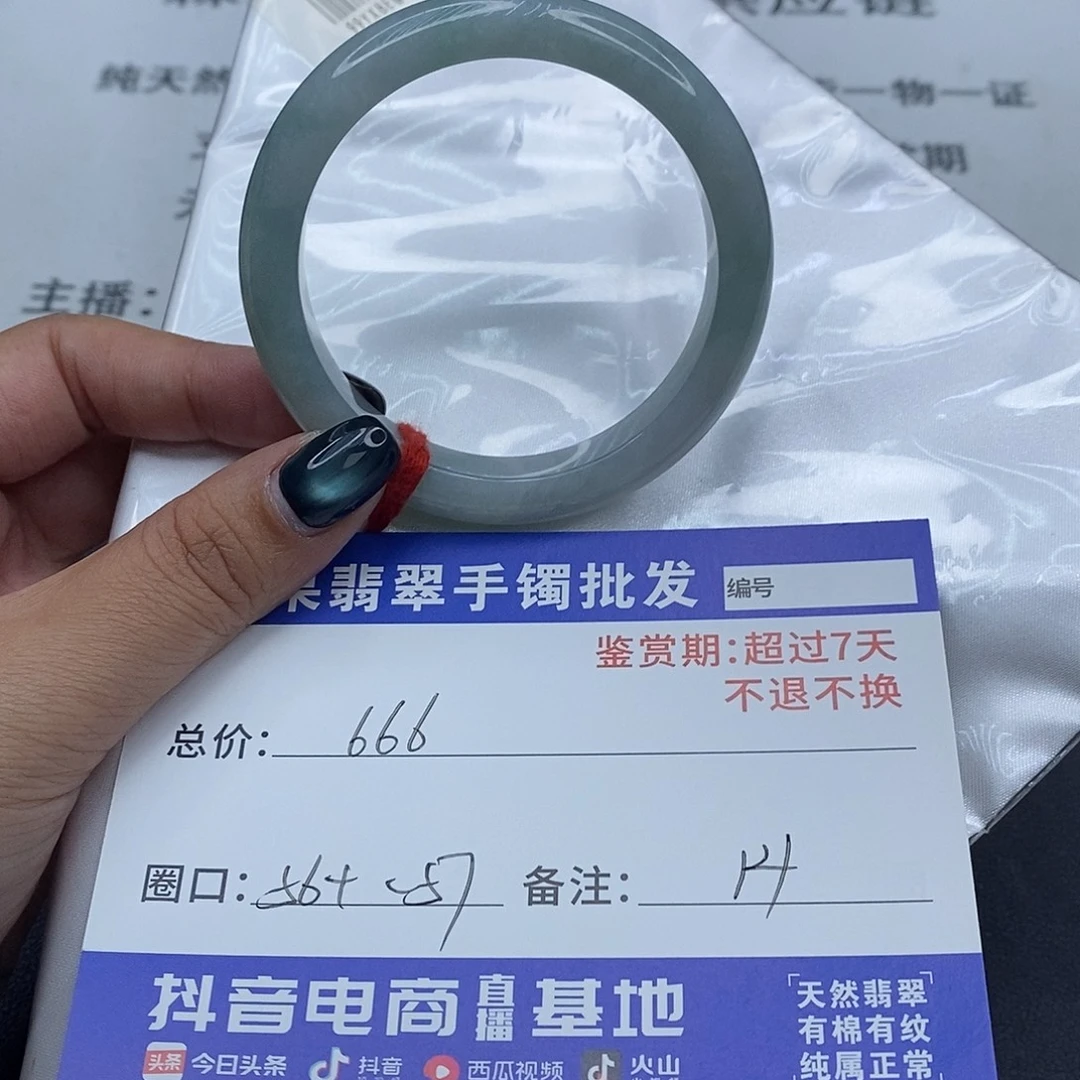 纯天然
一物一证
期
主播：
翡翠手镯批发
编号
鉴赏期:超过7天
不退不换
总价： 666
圈口：
备注：
抖音电商直播基地
「天然翡翠
有棉有纹
纯属正常」
头条 今日头条 抖音 西瓜视频 火山